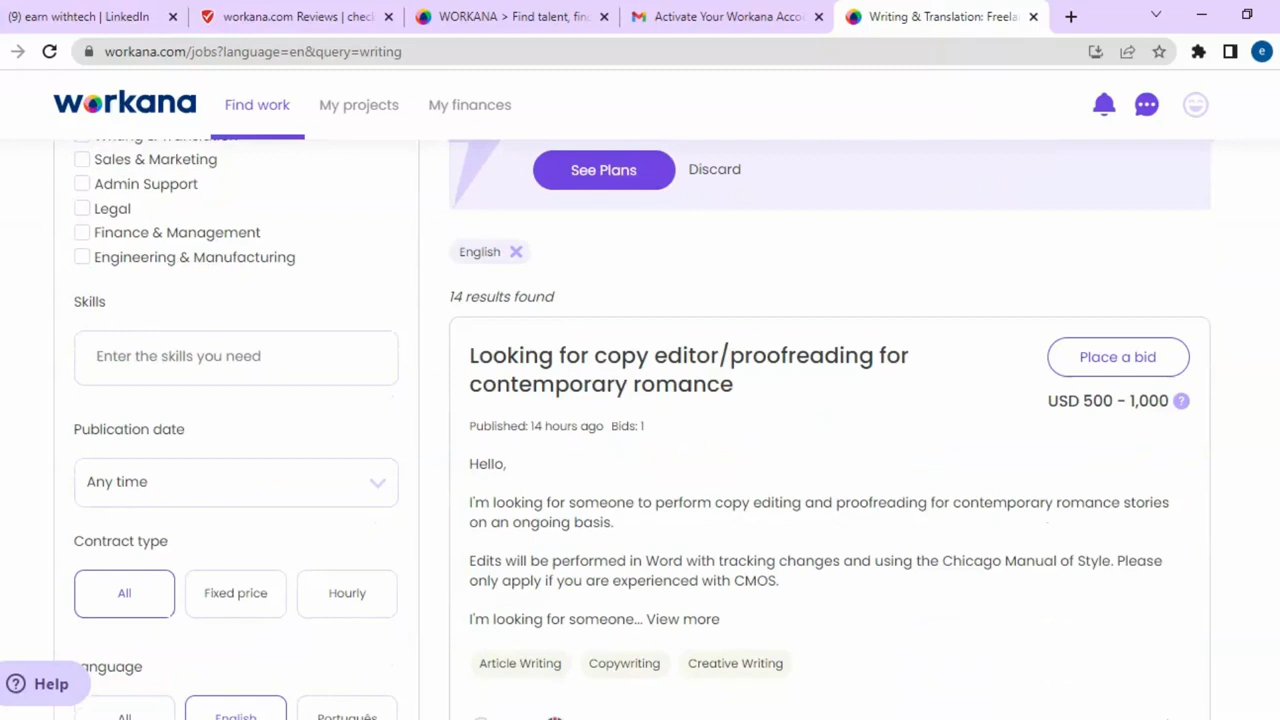 (9) earn withtech | LinkedIn
workana.com Reviews | check
WORKANA > Find talent, find
Activate Your Workana Acco
Writing & Translation: Freela
workana.com/jobs?language=en&query=writing
e
workana
Find work
My projects
My finances
Sales & Marketing
Admin Support
Legal
Finance & Management
Engineering & Manufacturing
Skills
Enter the skills you need
Publication date
Any time
Contract type
All
Fixed price
Hourly
anguage
All
English
Português
Help
See Plans
Discard
English
14 results found
Looking for copy editor/proofreading for
contemporary romance
Place a bid
USD 500 - 1,000 ?
Published: 14 hours ago Bids: 1
Hello,
I'm looking for someone to perform copy editing and proofreading for contemporary romance stories
on an ongoing basis.
Edits will be performed in Word with tracking changes and using the Chicago Manual of Style. Please
only apply if you are experienced with CMOS.
I'm looking for someone... View more
Article Writing
Copywriting
Creative Writing